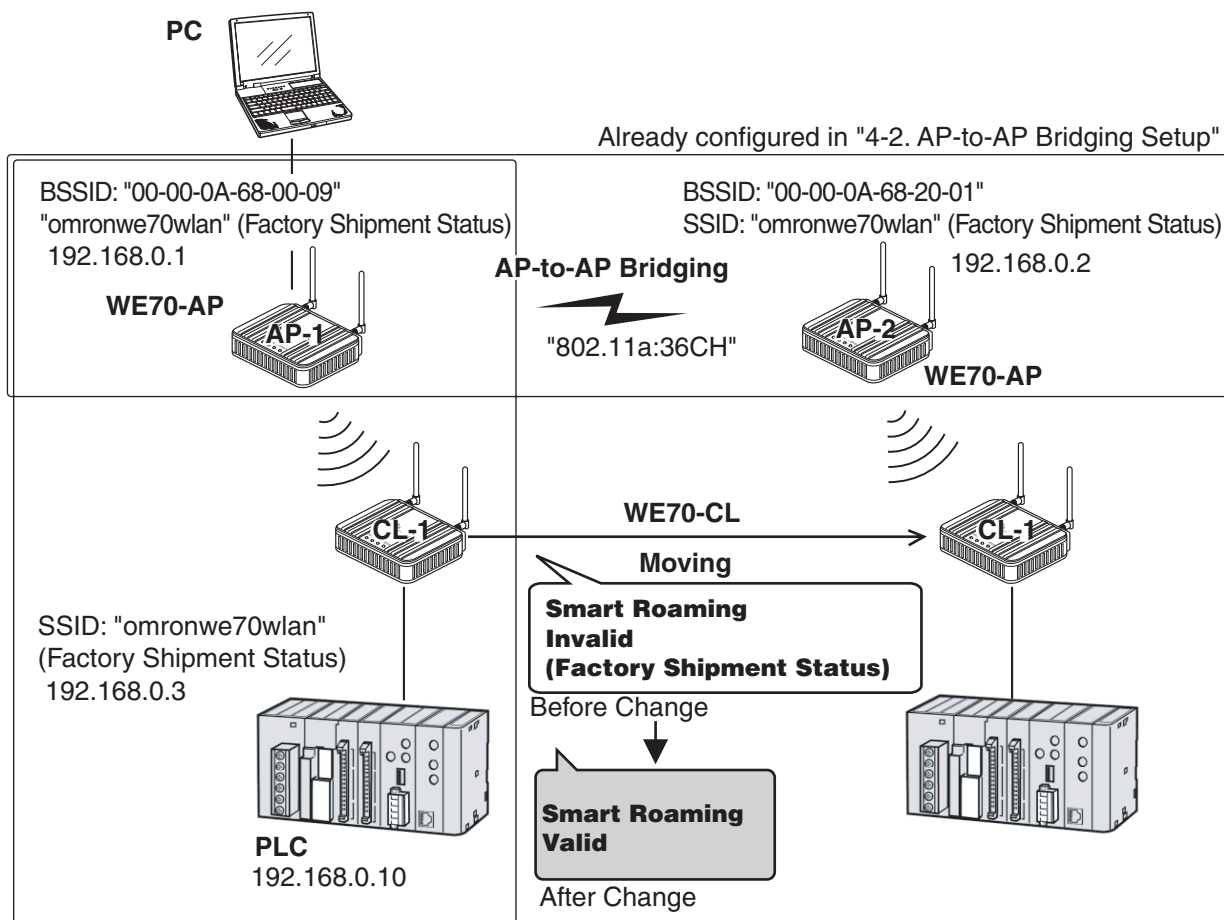 PC
Already configured in "4-2. AP-to-AP Bridging Setup"
BSSID: "00-00-0A-68-00-09"
"omronwe70wlan" (Factory Shipment Status)
192.168.0.1
WE70-AP
AP-1
AP-to-AP Bridging
"802.11a:36CH"
BSSID: "00-00-0A-68-20-01"
SSID: "omronwe70wlan" (Factory Shipment Status)
192.168.0.2
AP-2
WE70-AP
CL-1
WE70-CL
Moving
CL-1
Smart Roaming
Invalid
(Factory Shipment Status)
Before Change
SSID: "omronwe70wlan"
(Factory Shipment Status)
192.168.0.3
Smart Roaming
Valid
After Change
PLC
192.168.0.10